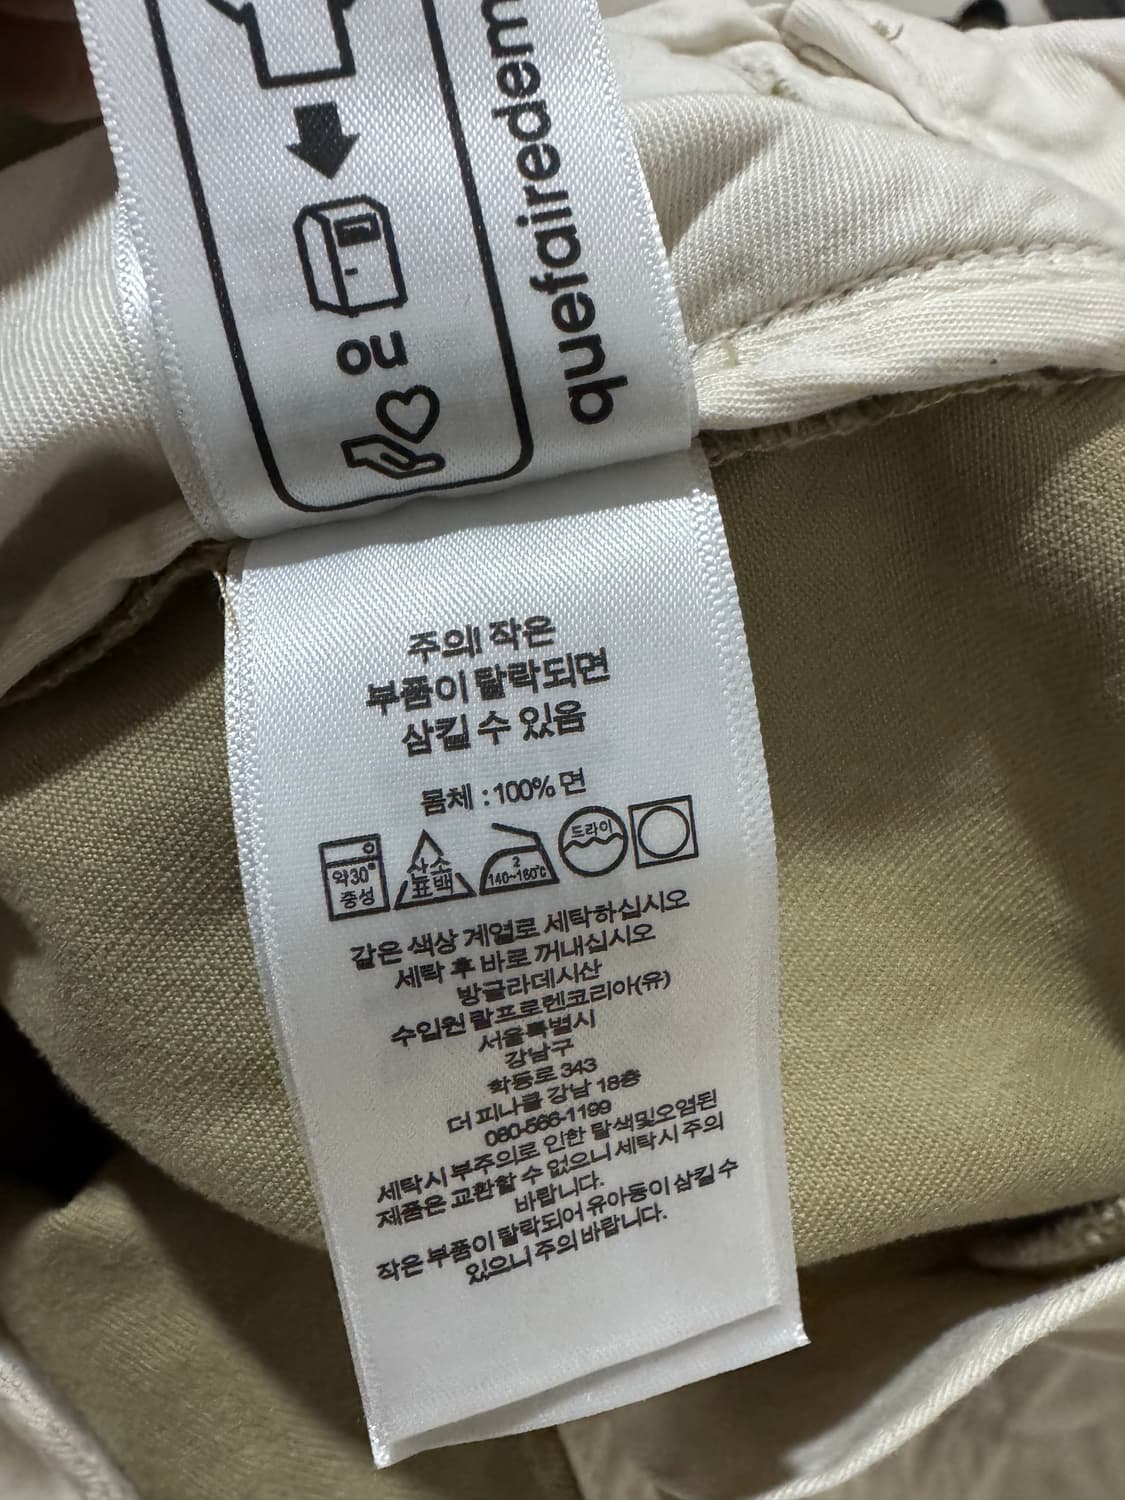 quefairedem
ou
주의! 작은
부품이 탈락되면
삼킬 수 있음
몸체 : 100% 면
약30°
중성
산소
표백
2
140~160℃
드라이
같은 색상 계열로 세탁하십시오
세탁 후 바로 꺼내십시오
방글라데시산
수입원 랄프로렌코리아(유)
서울특별시
강남구
학동로 343
더 피나클 강남 18층
080-566-1199
세탁시 부주의로 인한 탈색및오염된
제품은 교환할 수 없으니 세탁시 주의
바랍니다.
작은 부품이 탈락되어 유아동이 삼킬 수
있으니 주의 바랍니다.